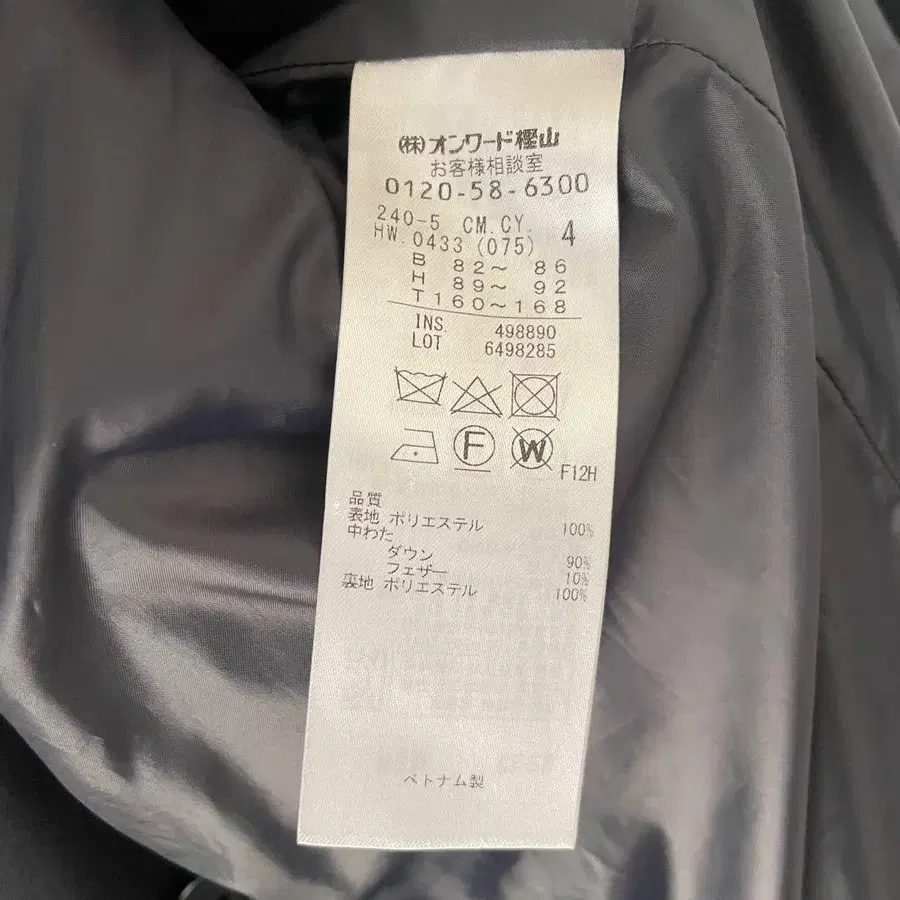 ㈱オンワード樫山
お客様相談室
0120-58-6300
240-5 CM.CY. 4
HW.0433 (075)
B 82～ 86
H 89～ 92
T 160～168
INS. 498890
LOT 6498285
F
W
F12H
品質
表地 ポリエステル 100%
中わた
ダウン 90%
フェザー 10%
裏地 ポリエステル 100%
ベトナム製